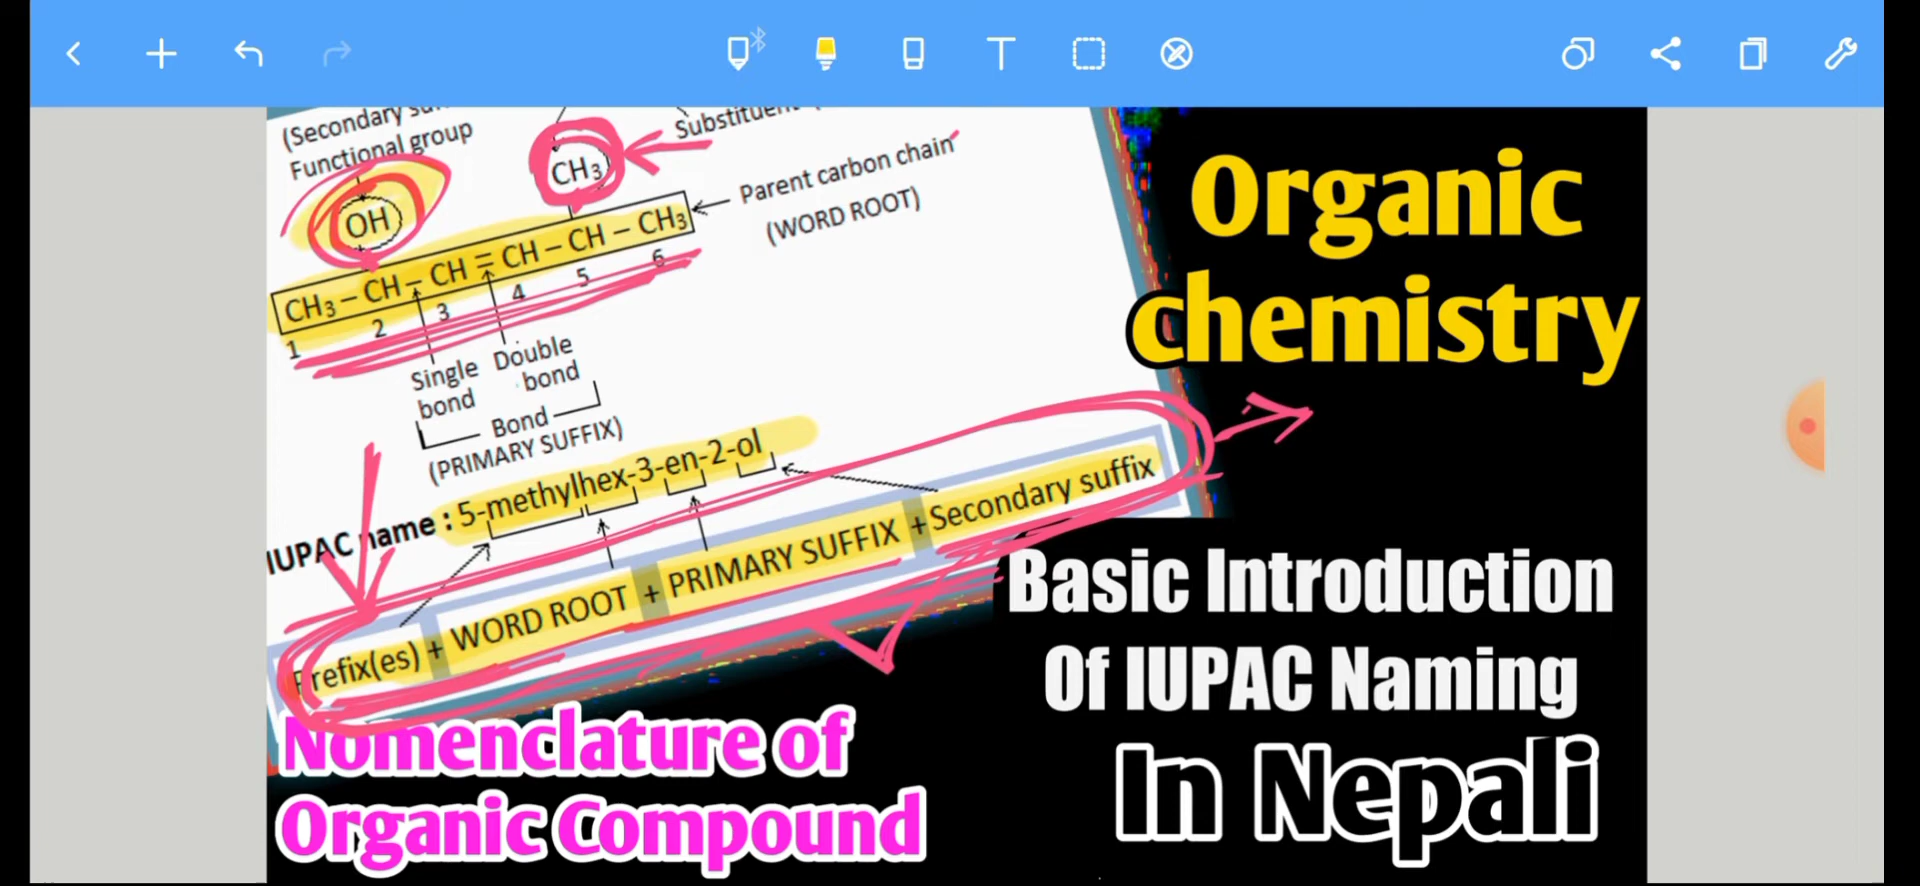 (Secondary
Functional group
OH
CH3
Substituent
Parent carbon chain
(WORD ROOT)
CH3 – CH – CH = CH – CH – CH3
1 2 3 4 5 6
Single bond
Double bond
Bond
(PRIMARY SUFFIX)
IUPAC name : 5-methylhex-3-en-2-ol
Prefix(es) + WORD ROOT + PRIMARY SUFFIX + Secondary suffix
Organic
chemistry
Basic Introduction
Of IUPAC Naming
In Nepali
Nomenclature of
Organic Compound